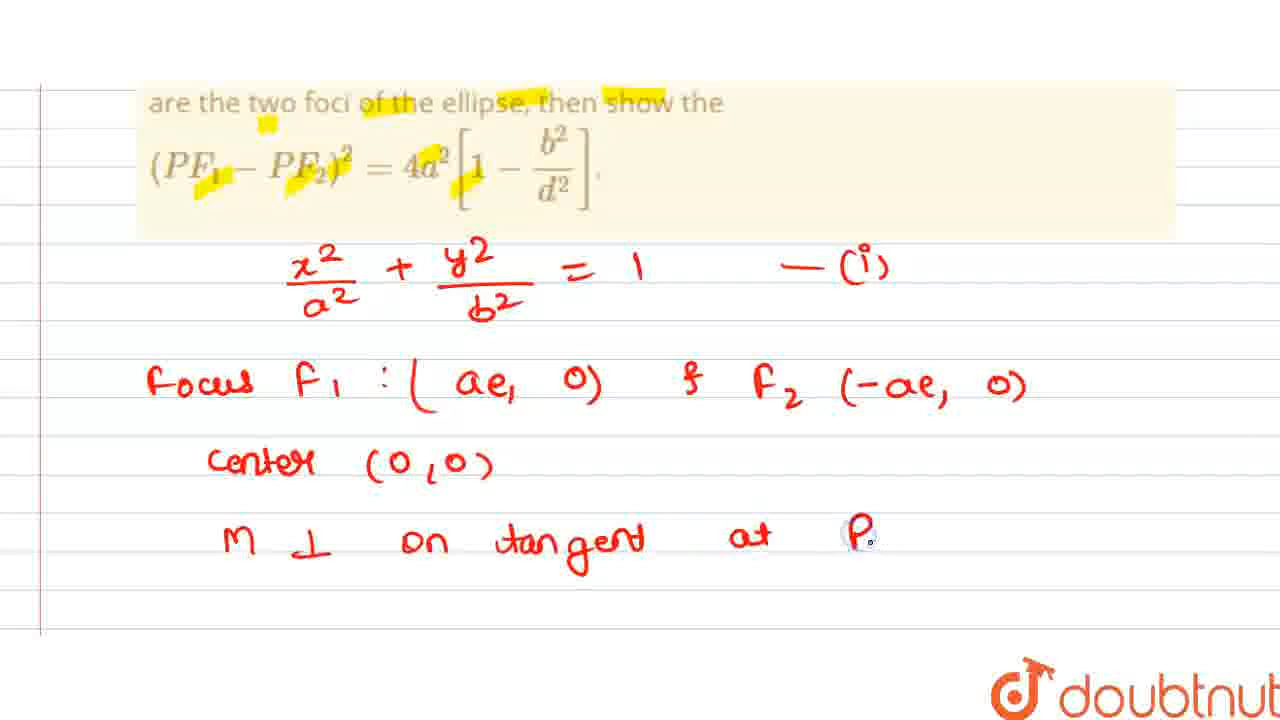 are the two foci of the ellipse, then show the
(PF₁ − PF₂)² = 4d²[1 − b²/d²].
x²/a² + y²/b² = 1 — (i)
Focus F₁ : (ae, 0) & F₂ (-ae, 0)
Center (0,0)
M ⊥ on tangent at P
doubtnut